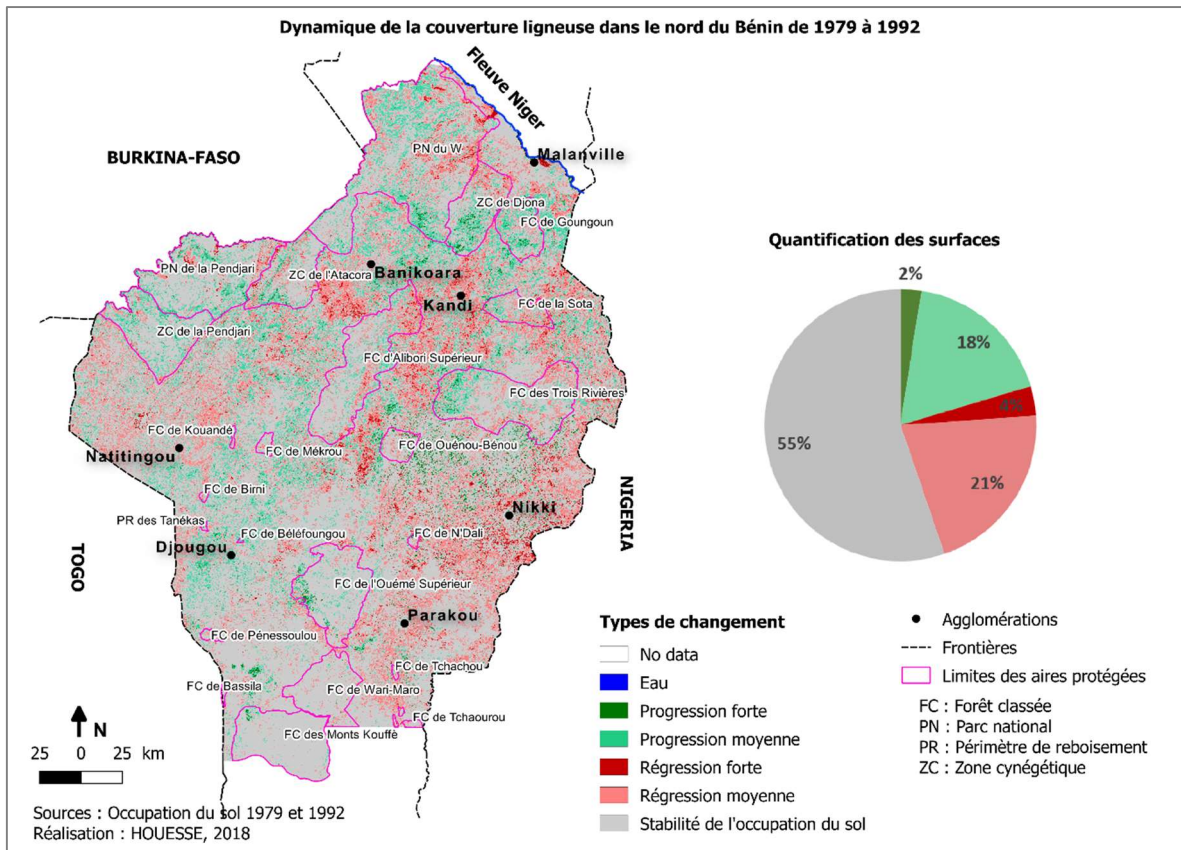 Dynamique de la couverture ligneuse dans le nord du Bénin de 1979 à 1992
Fleuve Niger
BURKINA-FASO
PN du W
Malanville
ZC de Djona
FC de Goungoun
PN de la Pendjari
ZC de l'Atacora
Banikoara
Kandi
FC de la Sota
ZC de la Pendjari
FC d'Alibori Supérieur
FC des Trois Rivières
FC de Kouandé
Natitingou
FC de Mékrou
FC de Ouénou-Bénou
FC de Birni
Nikki
NIGERIA
PR des Tanékas
FC de Béléfoungou
FC de N'Dali
Djougou
TOGO
FC de l'Ouémé Supérieur
Parakou
FC de Pénessoulou
FC de Tchachou
FC de Bassila
FC de Wari-Maro
FC de Tchaourou
FC des Monts Kouffè
N
25 0 25 km
Sources : Occupation du sol 1979 et 1992
Réalisation : HOUESSE, 2018
Quantification des surfaces
2%
18%
4%
21%
55%
Types de changement
No data
Eau
Progression forte
Progression moyenne
Régression forte
Régression moyenne
Stabilité de l'occupation du sol
Agglomérations
Frontières
Limites des aires protégées
FC : Forêt classée
PN : Parc national
PR : Périmètre de reboisement
ZC : Zone cynégétique